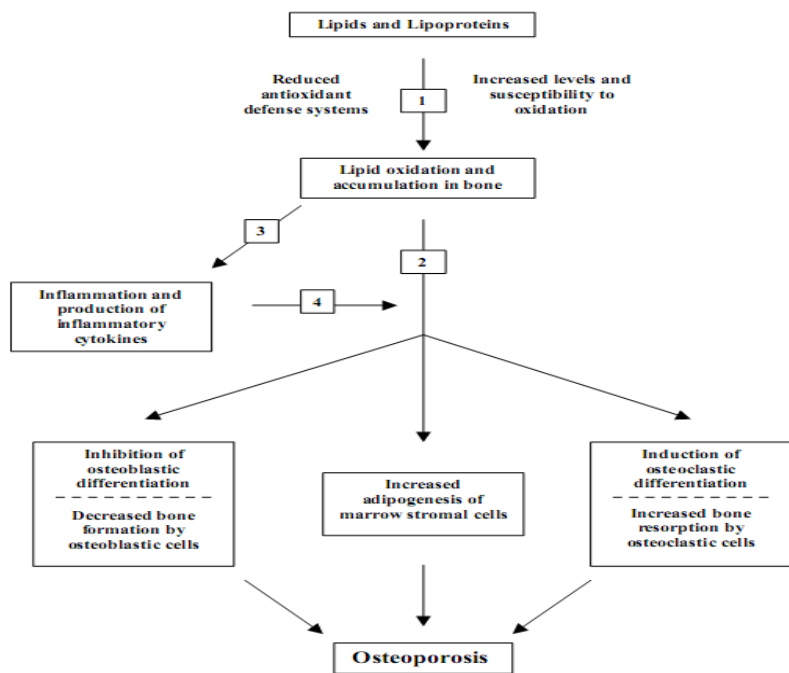 Lipids and Lipoproteins
Reduced
antioxidant
defense systems
1
Increased levels and
susceptibility to
oxidation
Lipid oxidation and
accumulation in bone
3
2
Inflammation and
production of
inflammatory
cytokines
4
Inhibition of
osteoblastic
differentiation
Decreased bone
formation by
osteoblastic cells
Increased
adipogenesis of
marrow stromal cells
Induction of
osteoclastic
differentiation
Increased bone
resorption by
osteoclastic cells
Osteoporosis